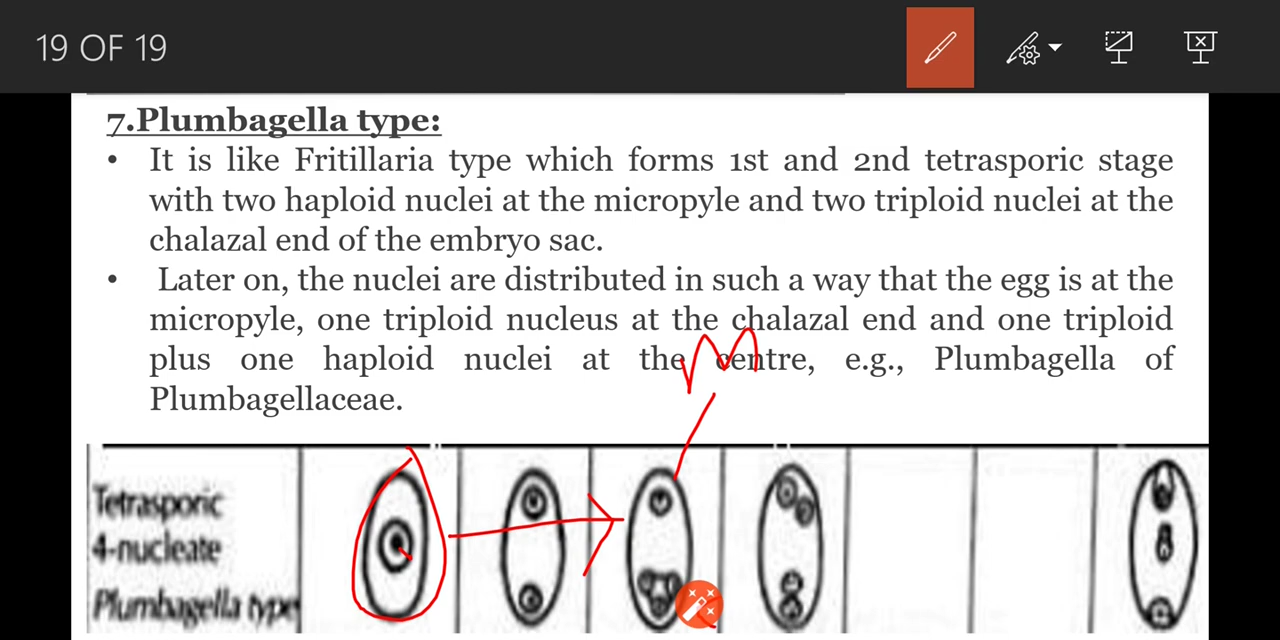 19 OF 19
7.Plumbagella type:
• It is like Fritillaria type which forms 1st and 2nd tetrasporic stage
with two haploid nuclei at the micropyle and two triploid nuclei at the
chalazal end of the embryo sac.
• Later on, the nuclei are distributed in such a way that the egg is at the
micropyle, one triploid nucleus at the chalazal end and one triploid
plus one haploid nuclei at the centre, e.g., Plumbagella of
Plumbagellaceae.
M
Tetrasporic
4-nucleate
Plumbagella type